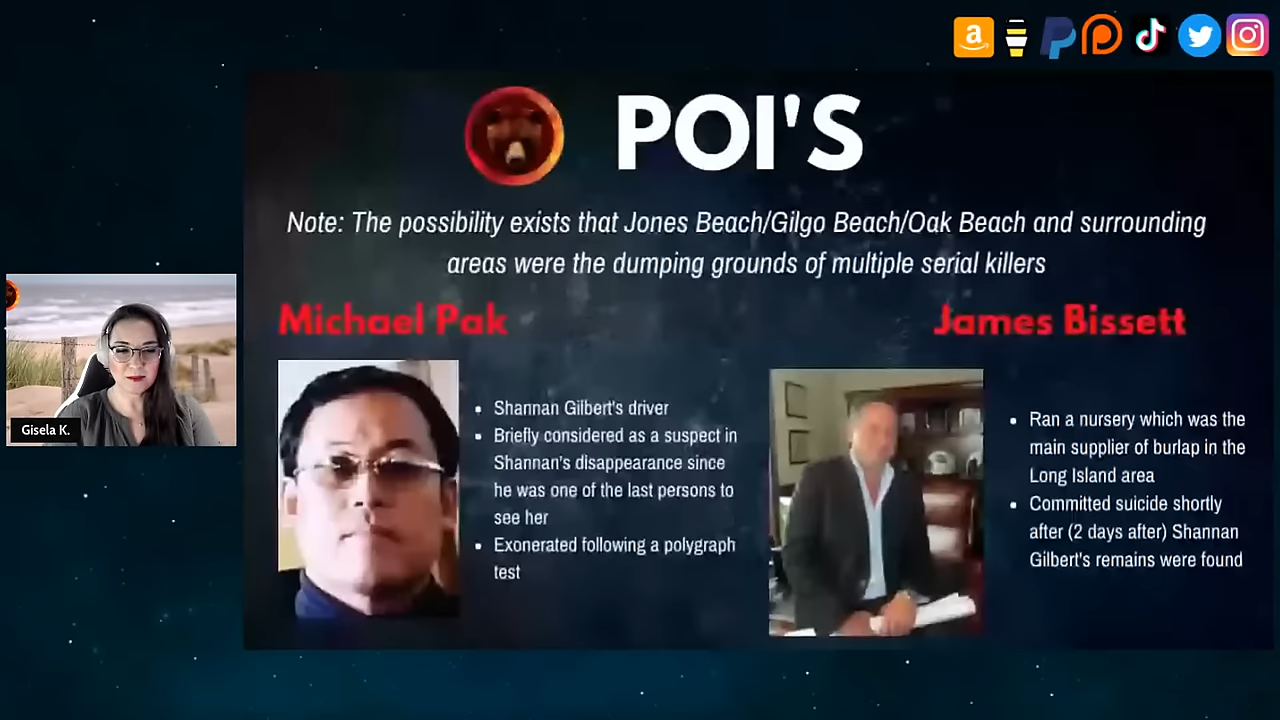 POI'S
Note: The possibility exists that Jones Beach/Gilgo Beach/Oak Beach and surrounding
areas were the dumping grounds of multiple serial killers
Michael Pak
Shannan Gilbert's driver
Briefly considered as a suspect in
Shannan's disappearance since
he was one of the last persons to
see her
Exonerated following a polygraph
test
James Bissett
Ran a nursery which was the
main supplier of burlap in the
Long Island area
Committed suicide shortly
after (2 days after) Shannan
Gilbert's remains were found
Gisela K.